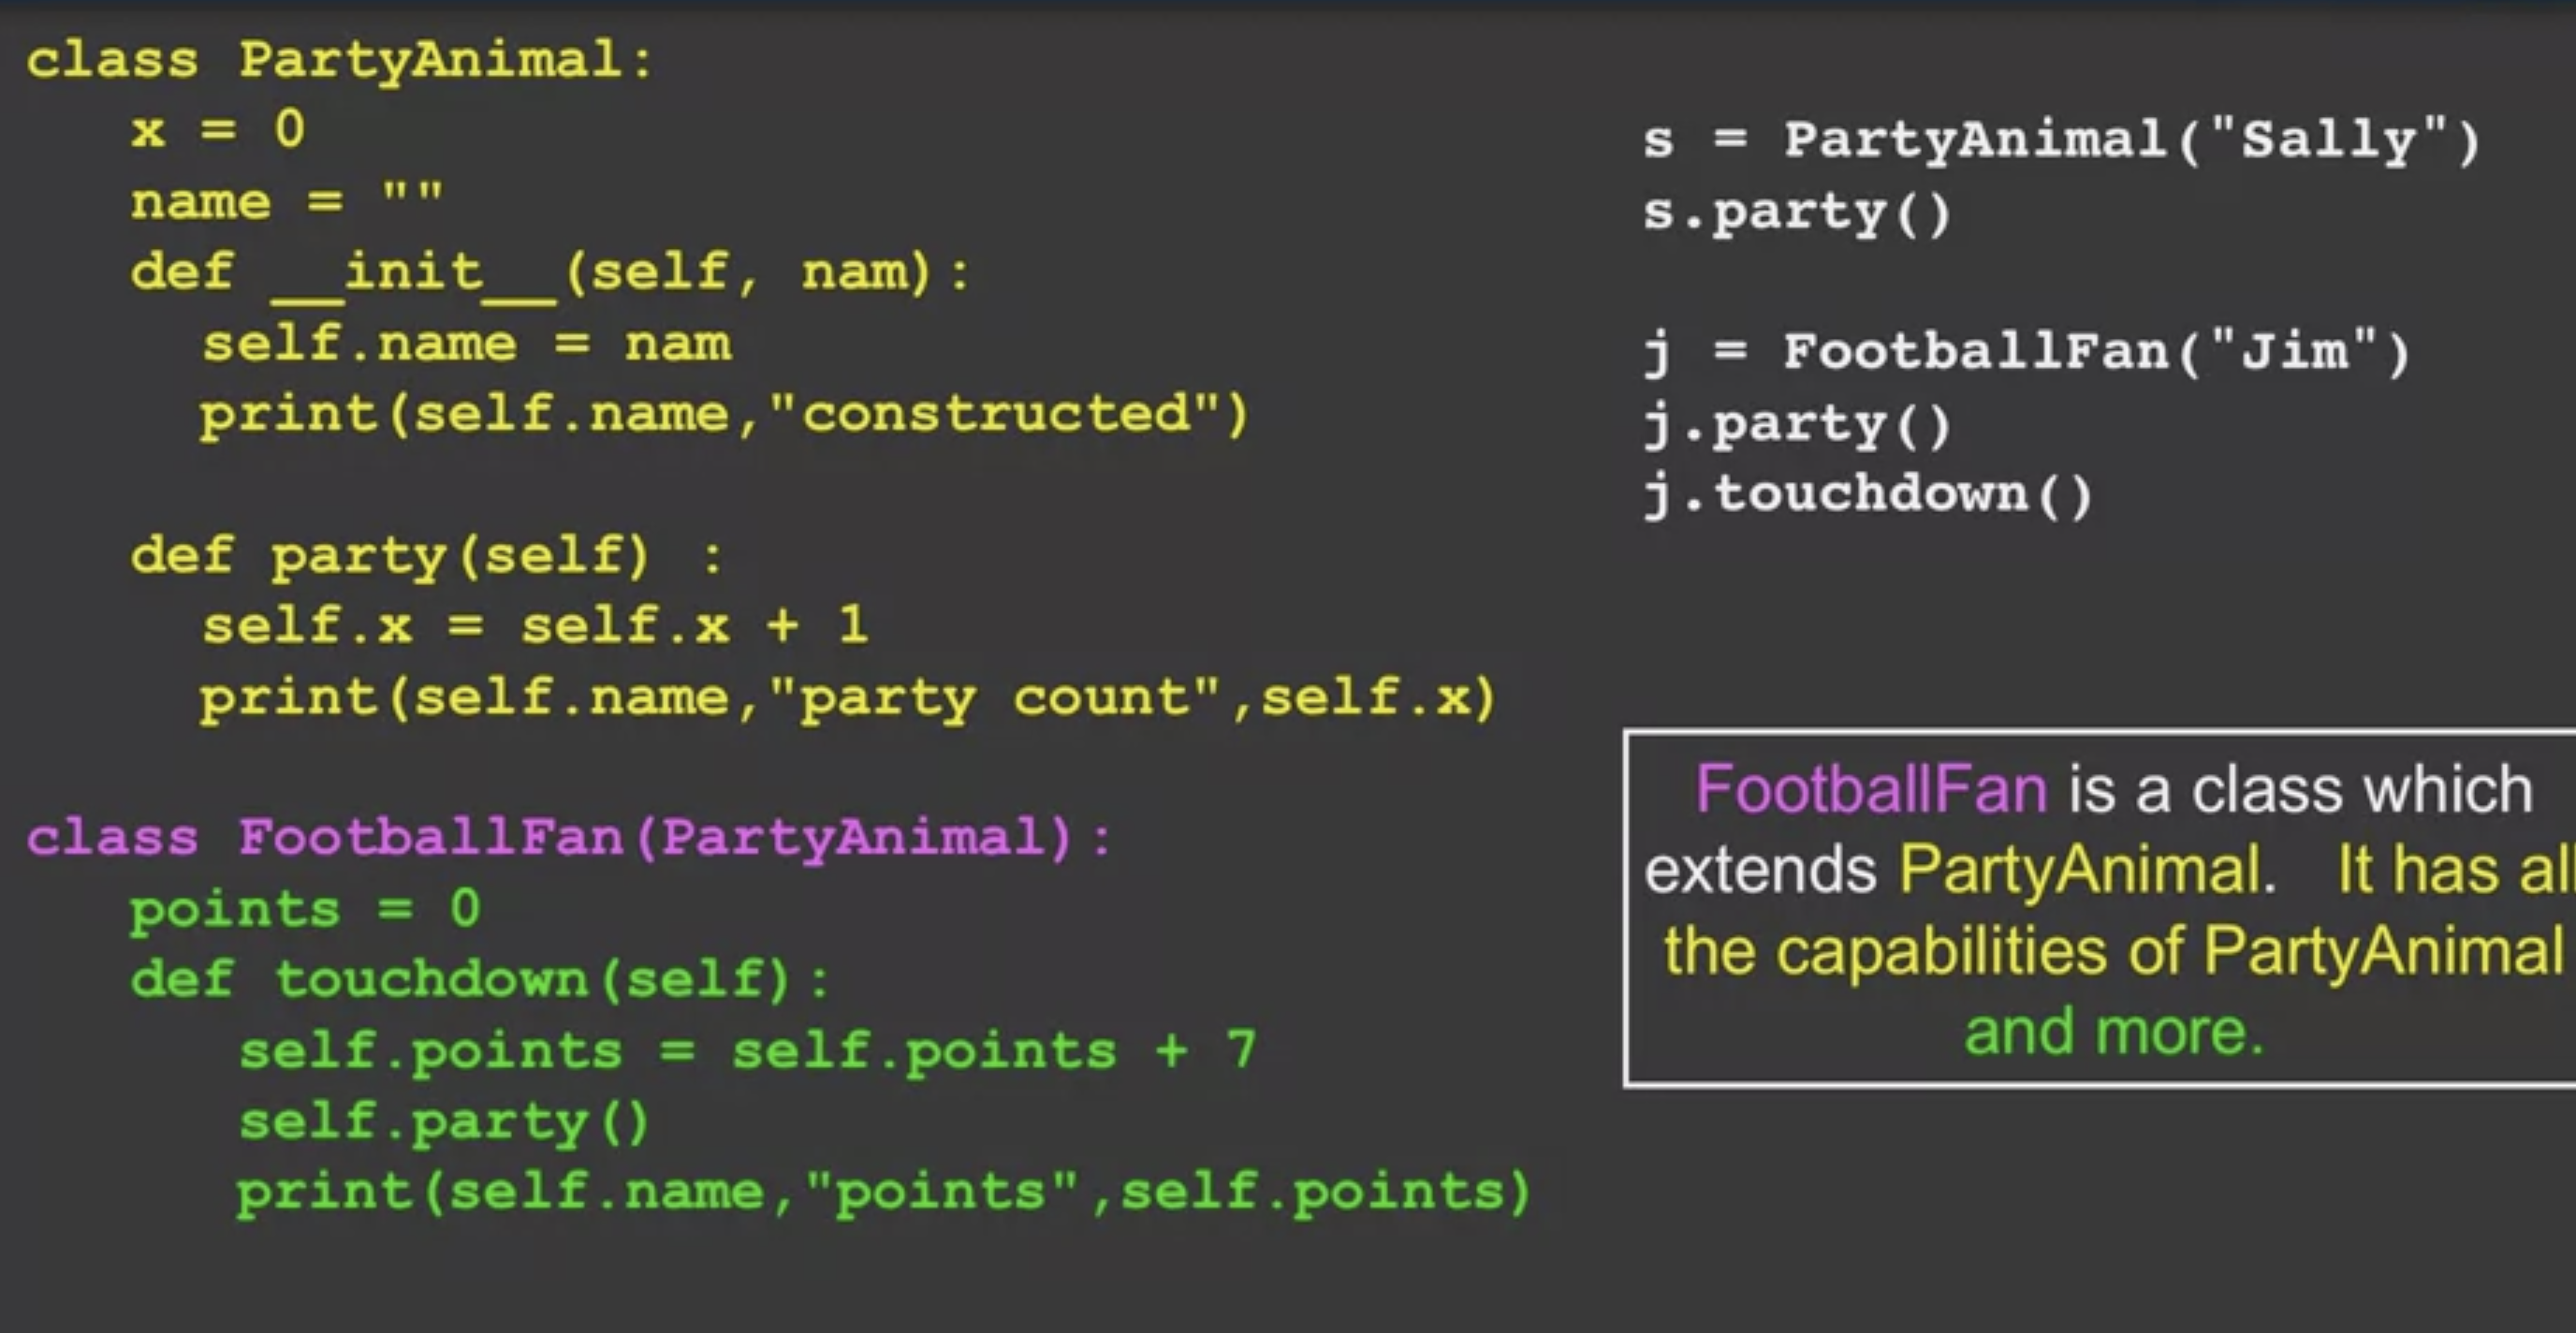 class PartyAnimal:
   x = 0
   name = ""
   def __init__(self, nam):
     self.name = nam
     print(self.name,"constructed")

   def party(self) :
     self.x = self.x + 1
     print(self.name,"party count",self.x)

class FootballFan(PartyAnimal):
   points = 0
   def touchdown(self):
      self.points = self.points + 7
      self.party()
      print(self.name,"points",self.points)

s = PartyAnimal("Sally")
s.party()

j = FootballFan("Jim")
j.party()
j.touchdown()

FootballFan is a class which
extends PartyAnimal. It has all
the capabilities of PartyAnimal
and more.